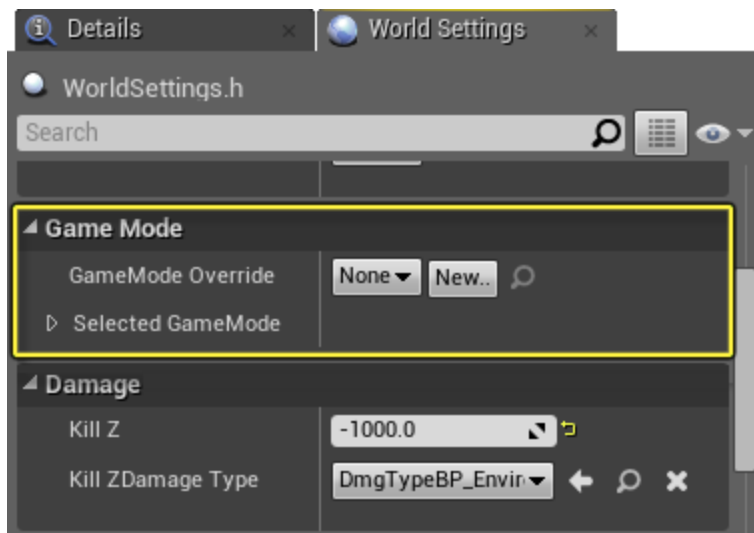 Details
World Settings
WorldSettings.h
Search
Game Mode
GameMode Override
None
New..
Selected GameMode
Damage
Kill Z
-1000.0
Kill ZDamage Type
DmgTypeBP_Envir